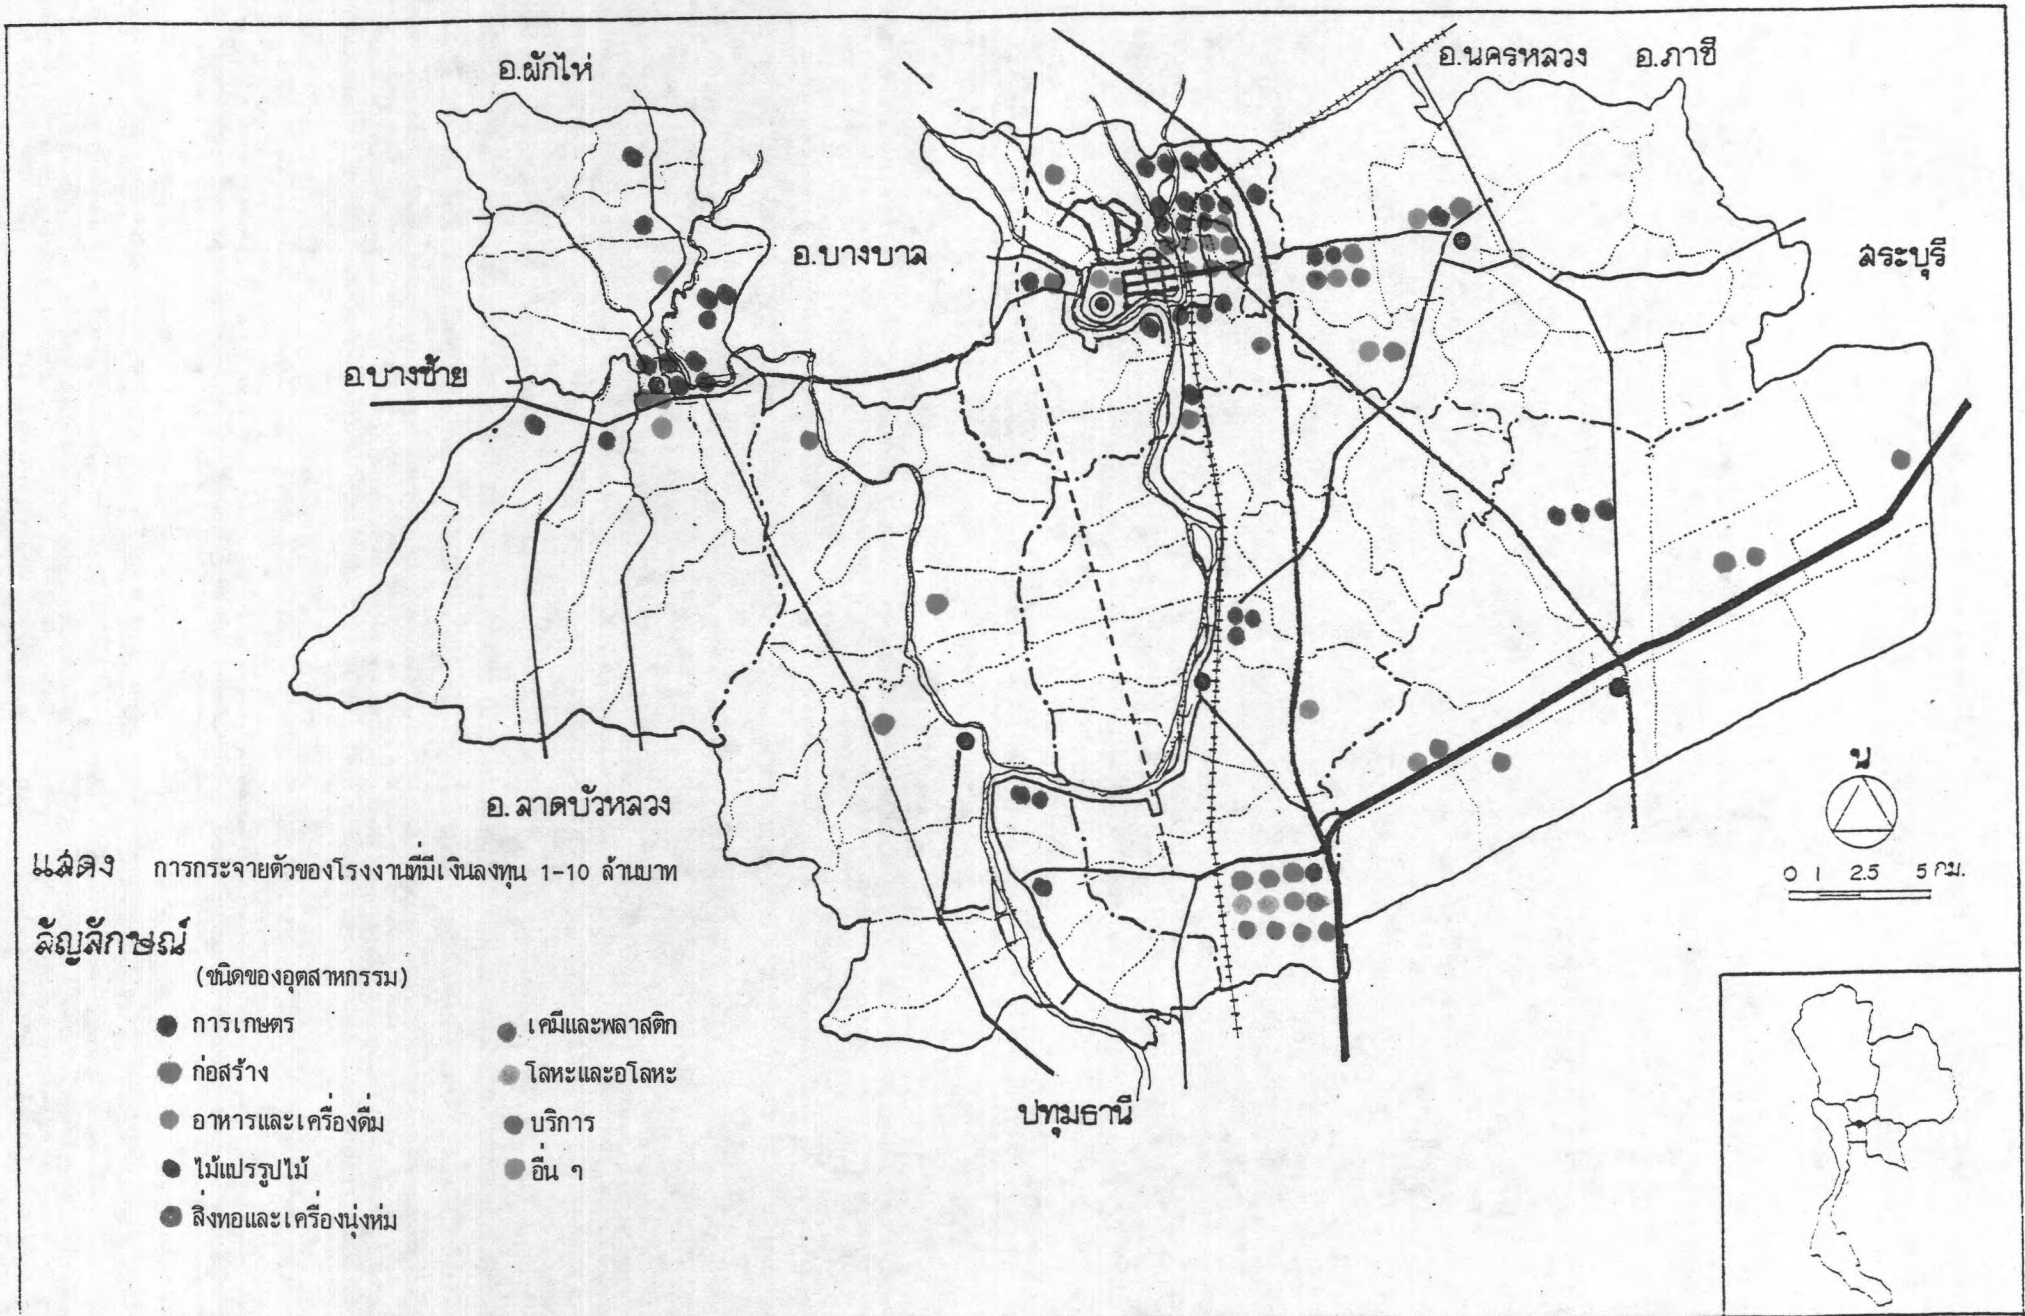 อ.ผักไห่
อ.นครหลวง อ.ภาชี
อ.บางบาล
สระบุรี
อ.บางซ้าย
อ.ลาดบัวหลวง
น
0 1 2.5 5 กม.
แสดง การกระจายตัวของโรงงานที่มีเงินลงทุน 1-10 ล้านบาท
สัญลักษณ์
(ชนิดของอุตสาหกรรม)
การเกษตร
ก่อสร้าง
อาหารและเครื่องดื่ม
ไม้แปรรูปไม้
สิ่งทอและเครื่องนุ่งห่ม
เคมีและพลาสติก
โลหะและอโลหะ
บริการ
อื่น ๆ
ปทุมธานี